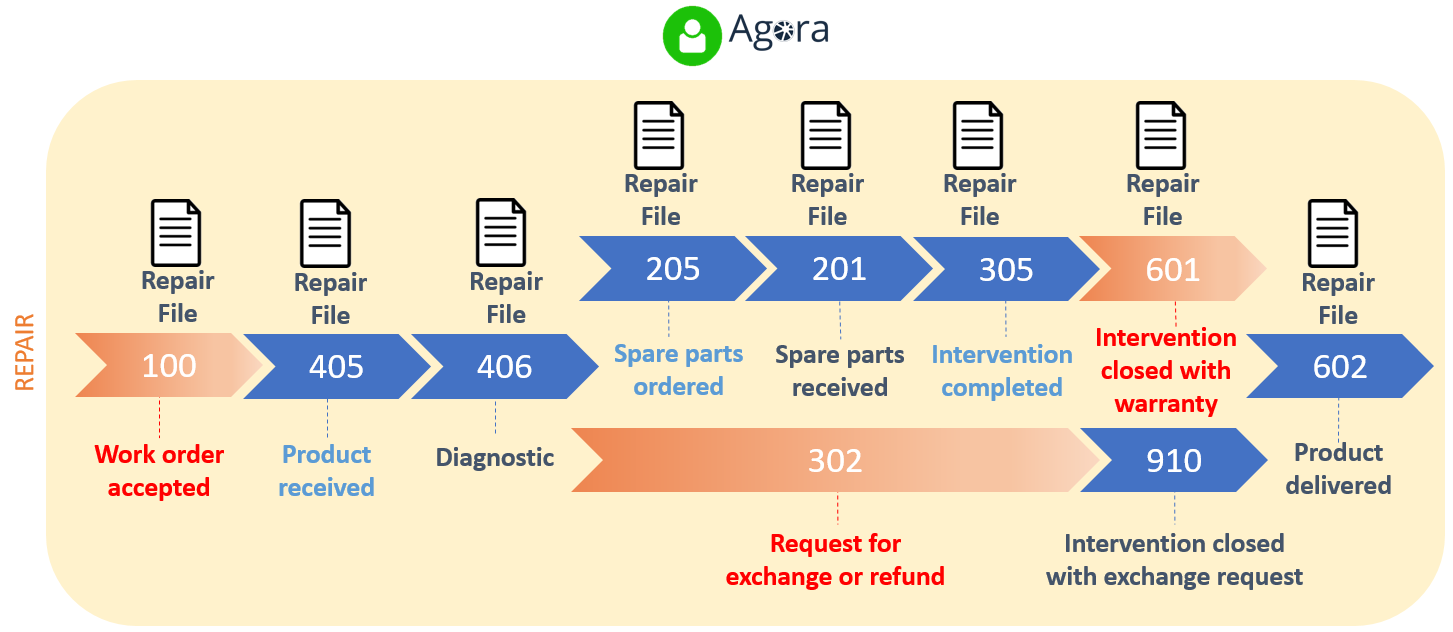 Agora
REPAIR
Repair
File
100
Work order
accepted
Repair
File
405
Product
received
Repair
File
406
Diagnostic
Repair
File
205
Spare parts
ordered
Repair
File
201
Spare parts
received
Repair
File
305
Intervention
completed
Repair
File
601
Intervention
closed with
warranty
302
Request for
exchange or refund
910
Intervention closed
with exchange request
Repair
File
602
Product
delivered